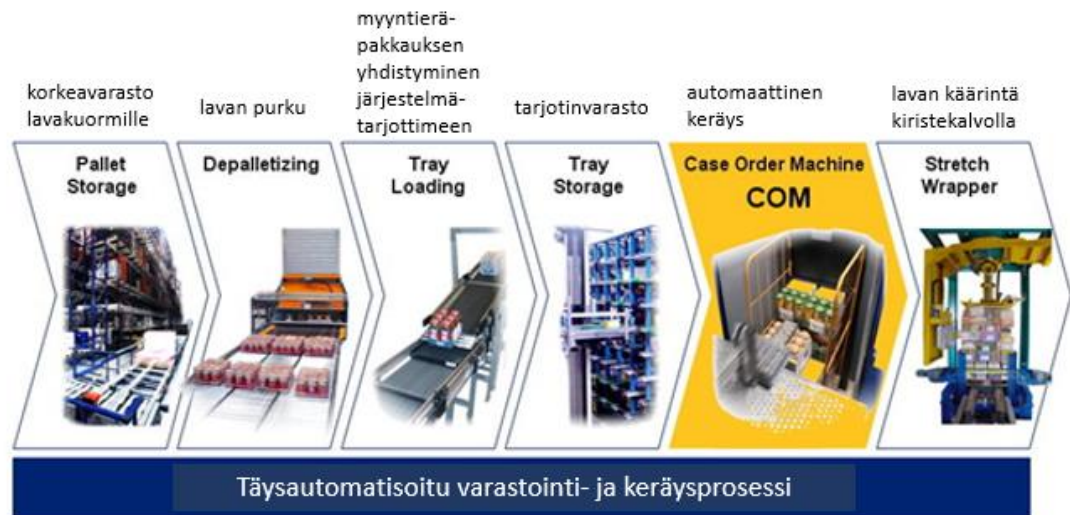 korkeavarasto
lavakuormille
lavan purku
myyntierä-
pakkauksen
yhdistyminen
järjestelmä-
tarjottimeen
tarjotinvarasto
automaattinen
keräys
lavan käärintä
kiristekalvolla
Pallet
Storage
Depalletizing
Tray
Loading
Tray
Storage
Case Order Machine
COM
Stretch
Wrapper
Täysautomatisoitu varastointi- ja keräysprosessi